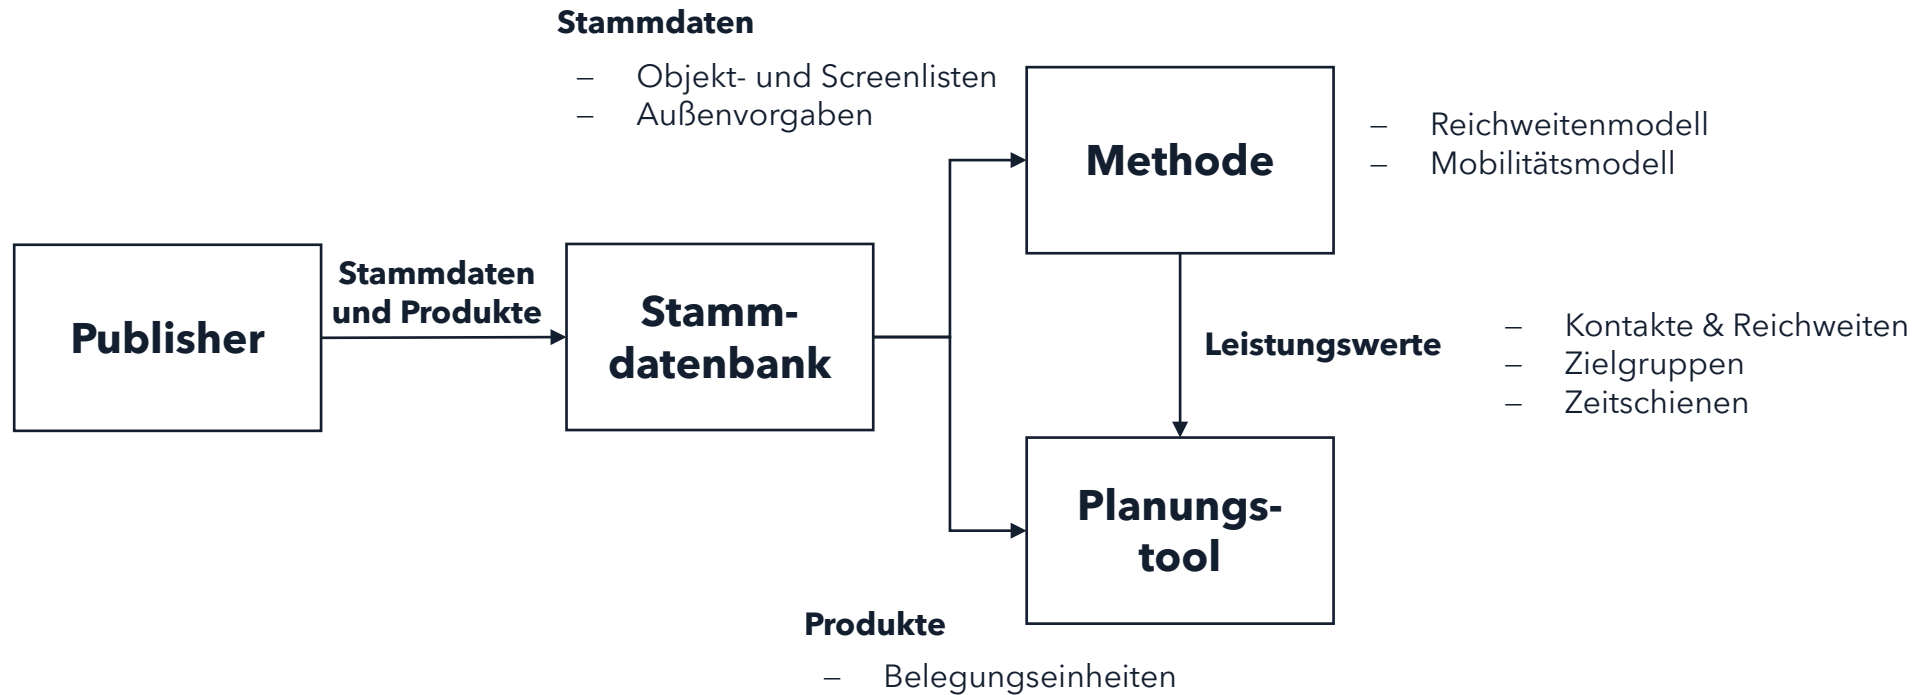 Stammdaten
– Objekt- und Screenlisten
– Außenvorgaben
Methode
– Reichweitenmodell
– Mobilitätsmodell
Publisher
Stammdaten
und Produkte
Stamm-
datenbank
Leistungswerte
– Kontakte & Reichweiten
– Zielgruppen
– Zeitschienen
Planungs-
tool
Produkte
– Belegungseinheiten